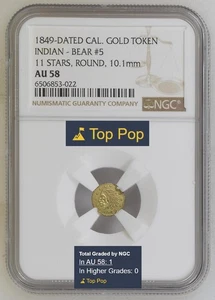 1849-DATED CAL. GOLD TOKEN
INDIAN - BEAR #5
11 STARS, ROUND, 10.1mm
AU 58
6506853-022
NUMISMATIC GUARANTY COMPANY
NGC
Top Pop
Total Graded by NGC
In AU 58: 1
In Higher Grades: 0
Top Pop